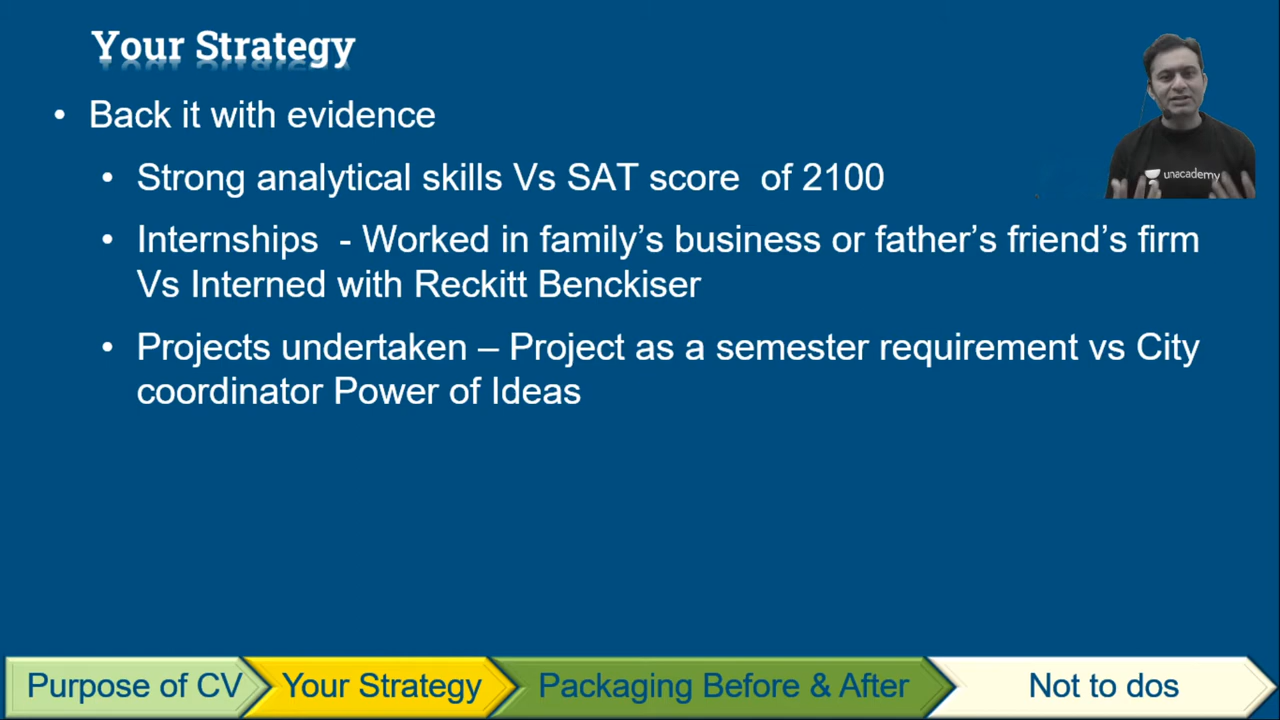 Your Strategy
• Back it with evidence
• Strong analytical skills Vs SAT score of 2100
• Internships - Worked in family's business or father's friend's firm
Vs Interned with Reckitt Benckiser
• Projects undertaken – Project as a semester requirement vs City
coordinator Power of Ideas
unacademy
Purpose of CV
Your Strategy
Packaging Before & After
Not to dos